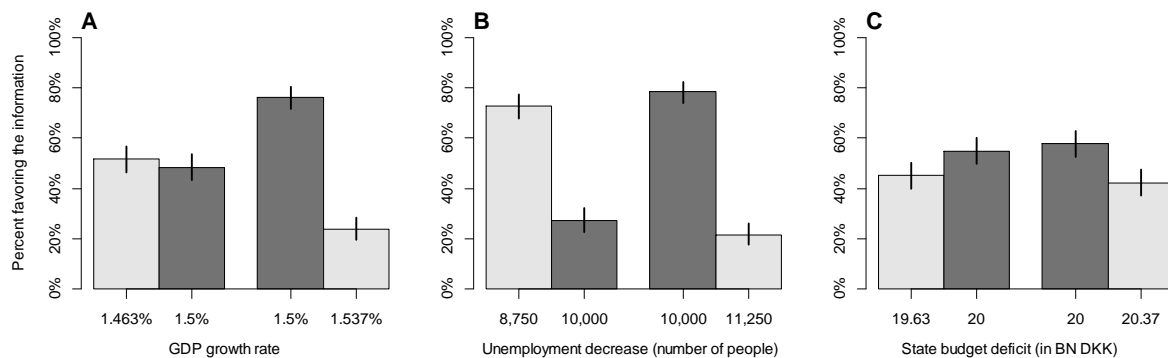 A
Percent favoring the information
100%
80%
60%
40%
20%
0%
1.463% 1.5% 1.5% 1.537%
GDP growth rate
B
100%
80%
60%
40%
20%
0%
8,750 10,000 10,000 11,250
Unemployment decrease (number of people)
C
100%
80%
60%
40%
20%
0%
19.63 20 20 20.37
State budget deficit (in BN DKK)